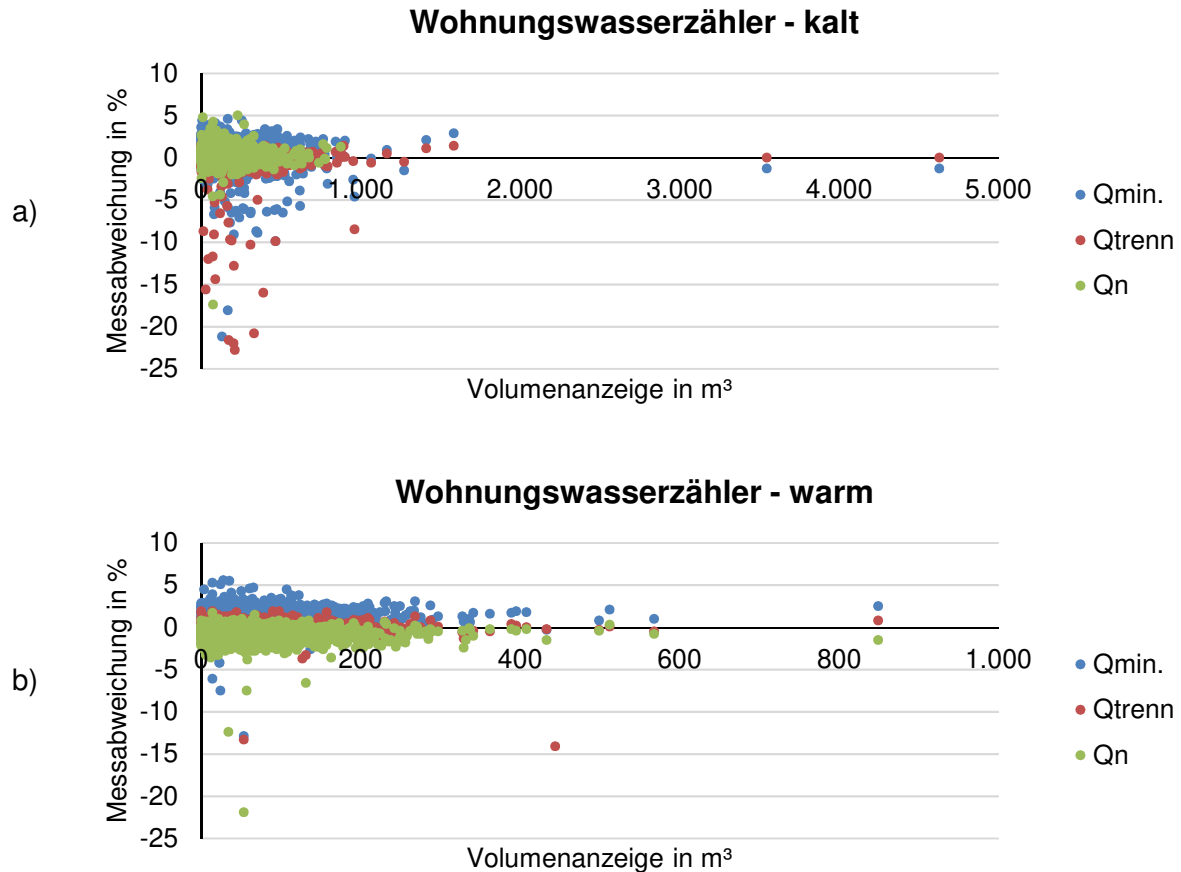 Wohnungswasserzähler - kalt
10
5
0
-5
-10
-15
-20
-25
Messabweichung in %
0 1.000 2.000 3.000 4.000 5.000
Volumenanzeige in m³
a)
Qmin.
Qtrenn
Qn
Wohnungswasserzähler - warm
10
5
0
-5
-10
-15
-20
-25
Messabweichung in %
0 200 400 600 800 1.000
Volumenanzeige in m³
b)
Qmin.
Qtrenn
Qn